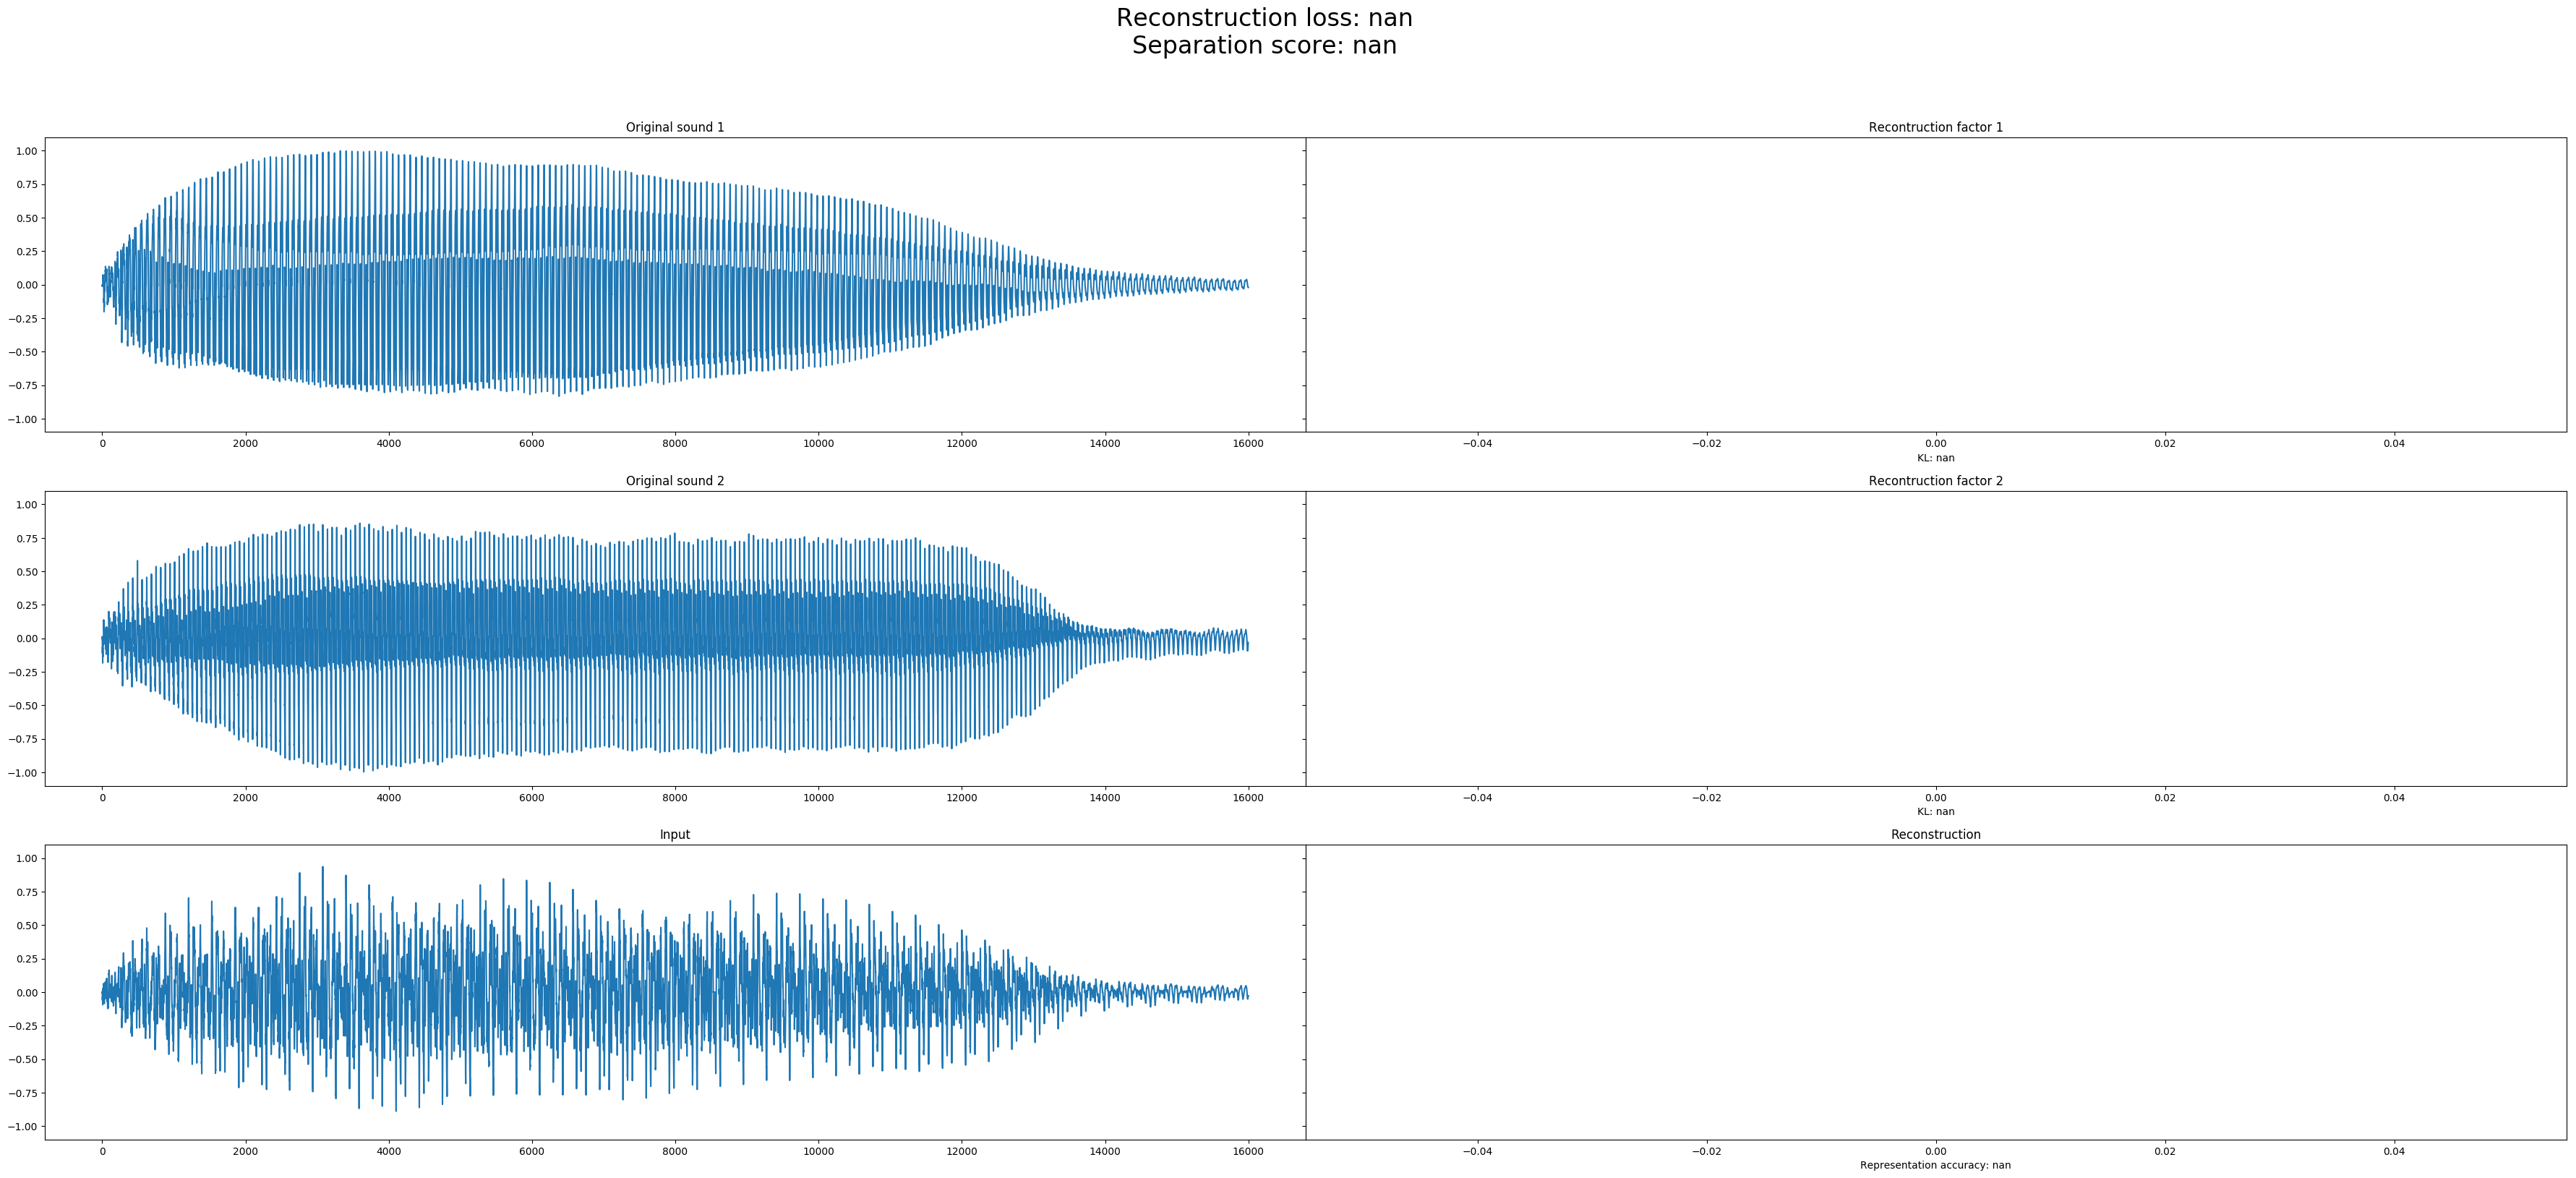 Reconstruction loss: nan
Separation score: nan
Original sound 1
Recontruction factor 1
1.00
0.75
0.50
0.25
0.00
−0.25
−0.50
−0.75
−1.00
0 2000 4000 6000 8000 10000 12000 14000 16000
−0.04 −0.02 0.00 0.02 0.04
KL: nan
Original sound 2
Recontruction factor 2
1.00
0.75
0.50
0.25
0.00
−0.25
−0.50
−0.75
−1.00
0 2000 4000 6000 8000 10000 12000 14000 16000
−0.04 −0.02 0.00 0.02 0.04
KL: nan
Input
Reconstruction
1.00
0.75
0.50
0.25
0.00
−0.25
−0.50
−0.75
−1.00
0 2000 4000 6000 8000 10000 12000 14000 16000
−0.04 −0.02 0.00 0.02 0.04
Representation accuracy: nan